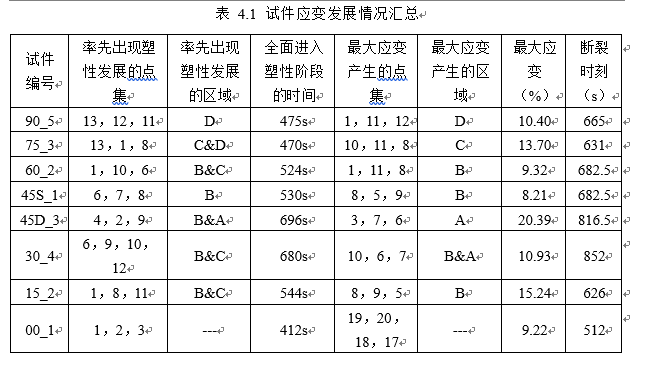 表 4.1 试件应变发展情况汇总
试件编号 率先出现塑性发展的点集 率先出现塑性发展的区域 全面进入塑性阶段的时间 最大应变产生的点集 最大应变产生的区域 最大应变（%） 断裂时刻（s）
90_5 13，12，11 D 475s 1，11，12 D 10.40 665
75_3 13，1，8 C&D 470s 10，11，8 C 13.70 631
60_2 1，10，6 B&C 524s 1，11，8 B 9.32 682.5
45S_1 6，7，8 B 530s 8，5，9 B 8.21 682.5
45D_3 4，2，9 B&A 696s 3，7，6 A 20.39 816.5
30_4 6，9，10，12 B&C 680s 10，6，7 B&A 10.93 852
15_2 1，8，11 B&C 544s 8，9，5 B 15.24 626
00_1 1，2，3 --- 412s 19，20，18，17 --- 9.22 512